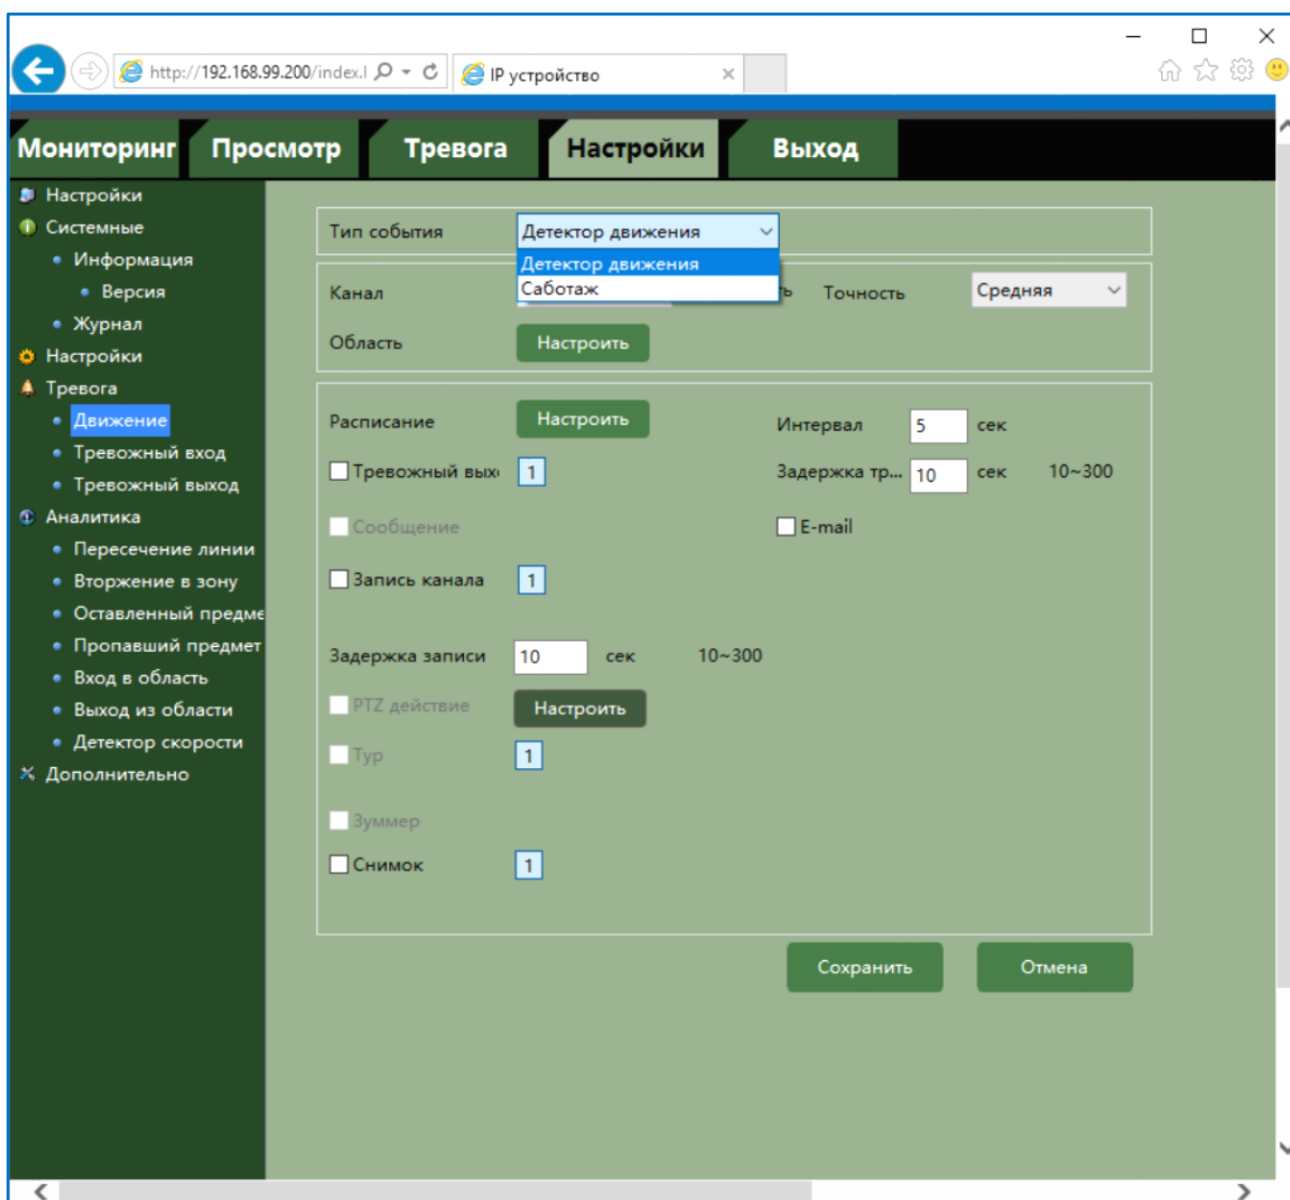 http://192.168.99.200/index.l
IP устройство
Мониторинг
Просмотр
Тревога
Настройки
Выход
Настройки
Системные
Информация
Версия
Журнал
Настройки
Тревога
Движение
Тревожный вход
Тревожный выход
Аналитика
Пересечение линии
Вторжение в зону
Оставленный предме
Пропавший предмет
Вход в область
Выход из области
Детектор скорости
Дополнительно
Тип события
Детектор движения
Детектор движения
Саботаж
Канал
ть Точность Средняя
Область Настроить
Расписание Настроить Интервал 5 сек
Тревожный вых 1 Задержка тр... 10 сек 10~300
Сообщение E-mail
Запись канала 1
Задержка записи 10 сек 10~300
PTZ действие Настроить
Тур 1
Зуммер
Снимок 1
Сохранить Отмена